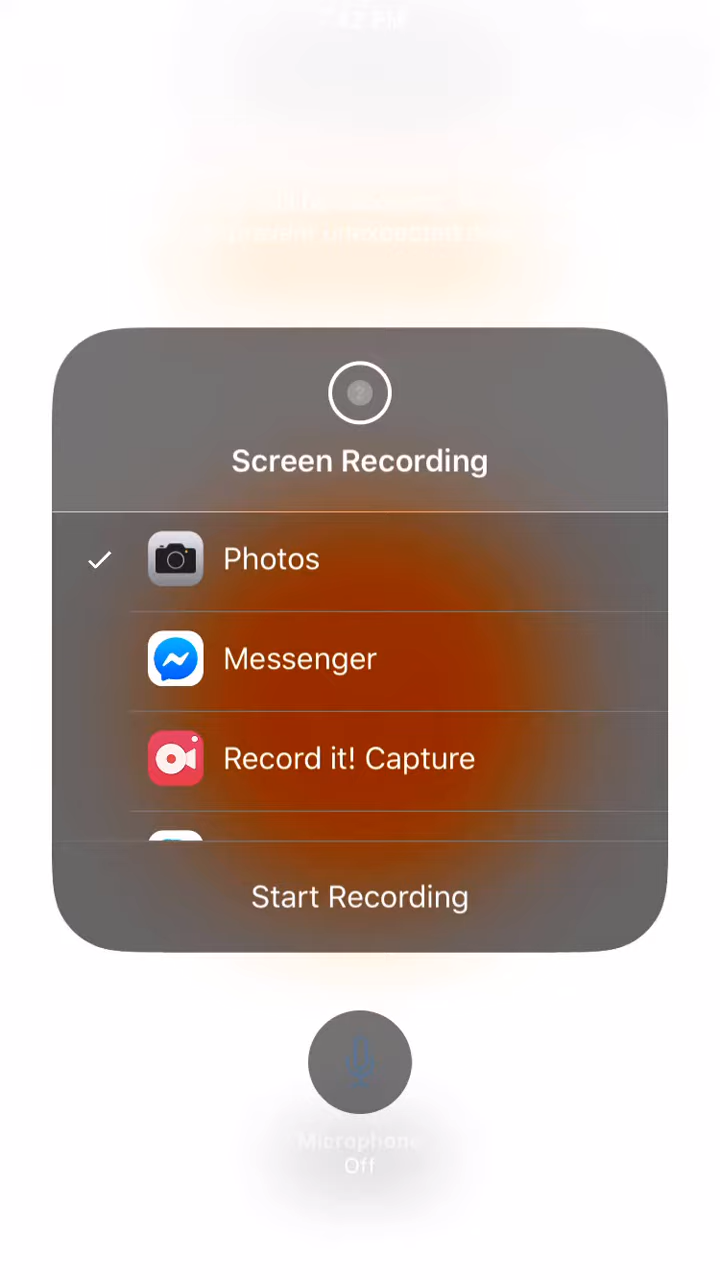 Screen Recording
Photos
Messenger
Record it! Capture
Start Recording
Microphone
Off